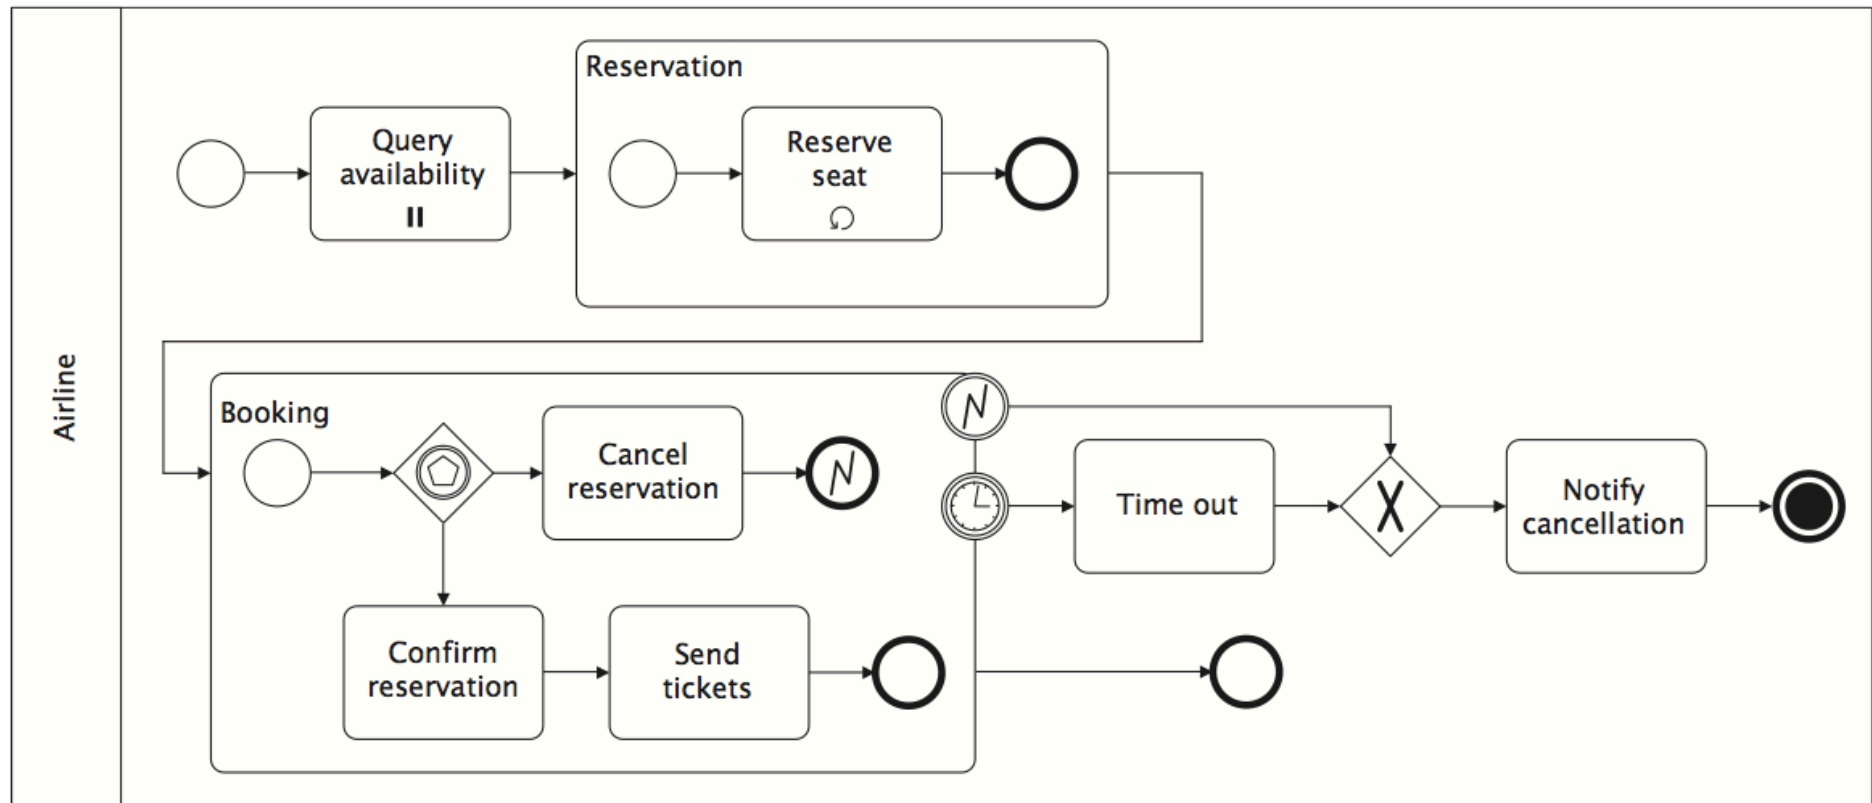 Airline
Reservation
Query
availability
Reserve
seat
Booking
Cancel
reservation
Time out
Notify
cancellation
Confirm
reservation
Send
tickets